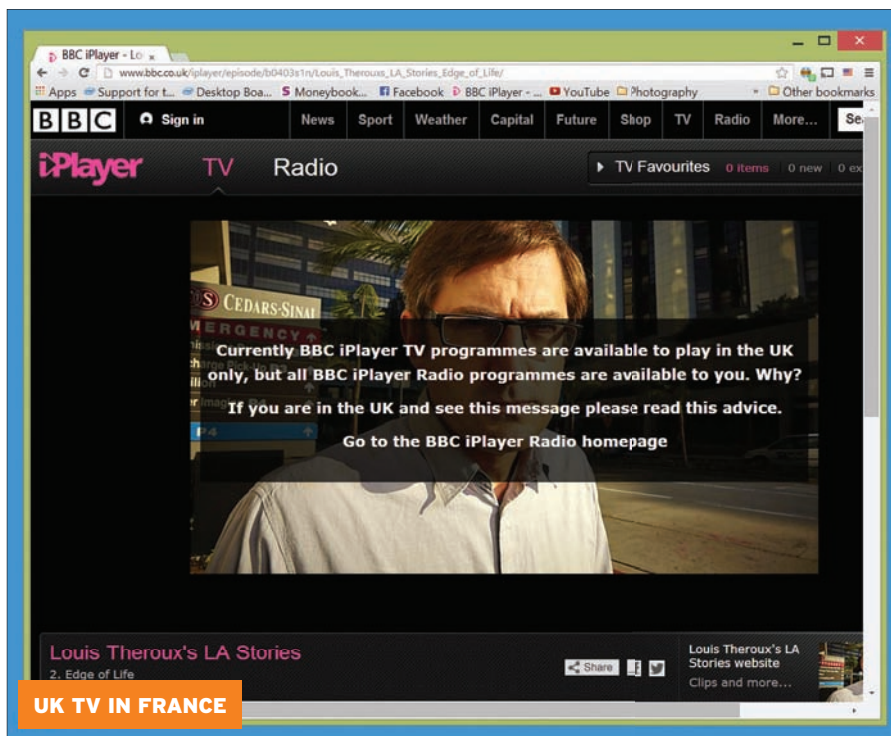 BBC iPlayer - Lo x
www.bbc.co.uk/iplayer/episode/b0403s1n/Louis_Therouxs_LA_Stories_Edge_of_Life/
Apps Support for t... Desktop Boa... S Moneybook... Facebook BBC iPlayer - ... YouTube Photography » Other bookmarks
BBC Sign in News Sport Weather Capital Future Shop TV Radio More... Sea
iPlayer TV Radio TV Favourites 0 items 0 new 0 ex
CEDARS-SINAI
EMERGENCY
P4
Currently BBC iPlayer TV programmes are available to play in the UK
only, but all BBC iPlayer Radio programmes are available to you. Why?
If you are in the UK and see this message please read this advice.
Go to the BBC iPlayer Radio homepage
Louis Theroux's LA Stories
2. Edge of Life
Share
Louis Theroux's LA
Stories website
Clips and more...
UK TV IN FRANCE